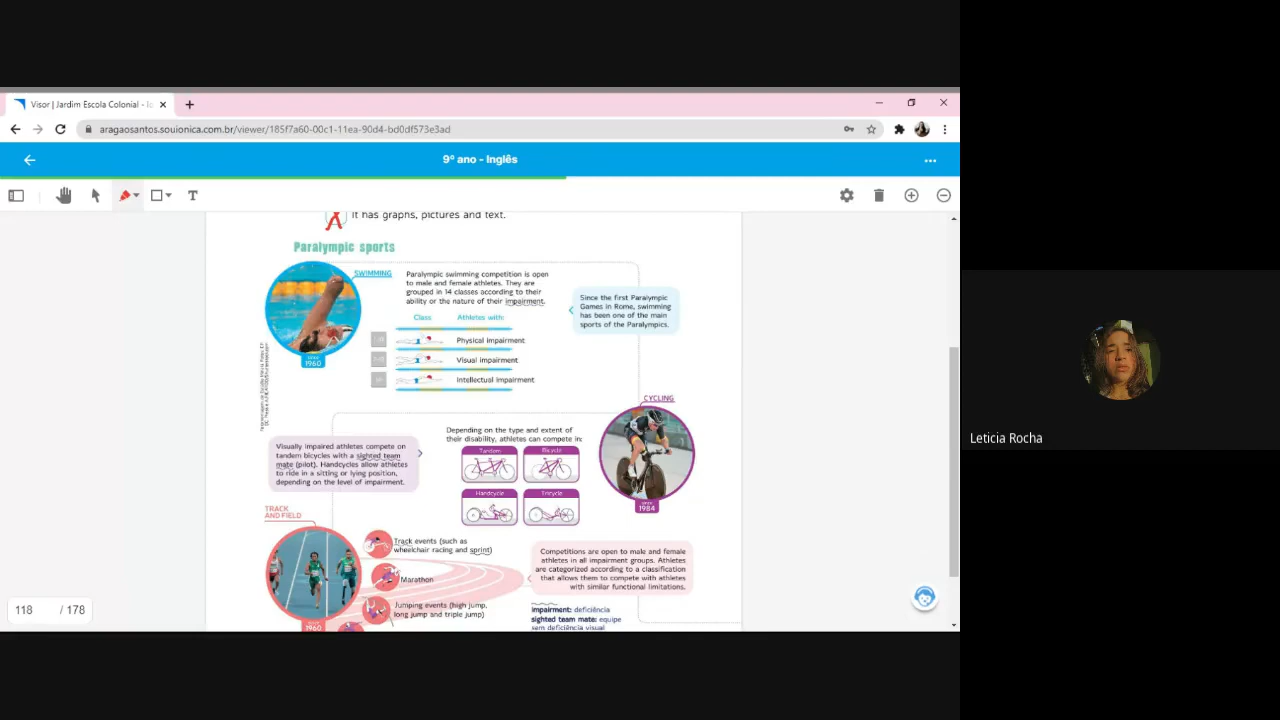 Visor | Jardim Escola Colonial - Io
aragaosantos.souionica.com.br/viewer/185f7a60-00c1-11ea-90d4-bd0df573e3ad
9º ano - Inglês
T
It has graphs, pictures and text.
Paralympic sports
SWIMMING
Paralympic swimming competition is open
to male and female athletes. They are
grouped in 14 classes according to their
ability or the nature of their impairment.
Since the first Paralympic
Games in Rome, swimming
has been one of the main
sports of the Paralympics.
Class
Athletes with:
Physical impairment
Visual impairment
Intellectual impairment
SINCE
1960
CYCLING
Depending on the type and extent of
their disability, athletes can compete in:
Tandem
Bicycle
Handcycle
Tricycle
SINCE
1984
Visually impaired athletes compete on
tandem bicycles with a sighted team
mate (pilot). Handcycles allow athletes
to ride in a sitting or lying position,
depending on the level of impairment.
TRACK
AND FIELD
Track events (such as
wheelchair racing and sprint)
Marathon
Jumping events (high jump,
long jump and triple jump)
SINCE
1960
Competitions are open to male and female
athletes in all impairment groups. Athletes
are categorized according to a classification
that allows them to compete with athletes
with similar functional limitations.
impairment: deficiência
sighted team mate: equipe
sem deficiência visual
118 / 178
Leticia Rocha